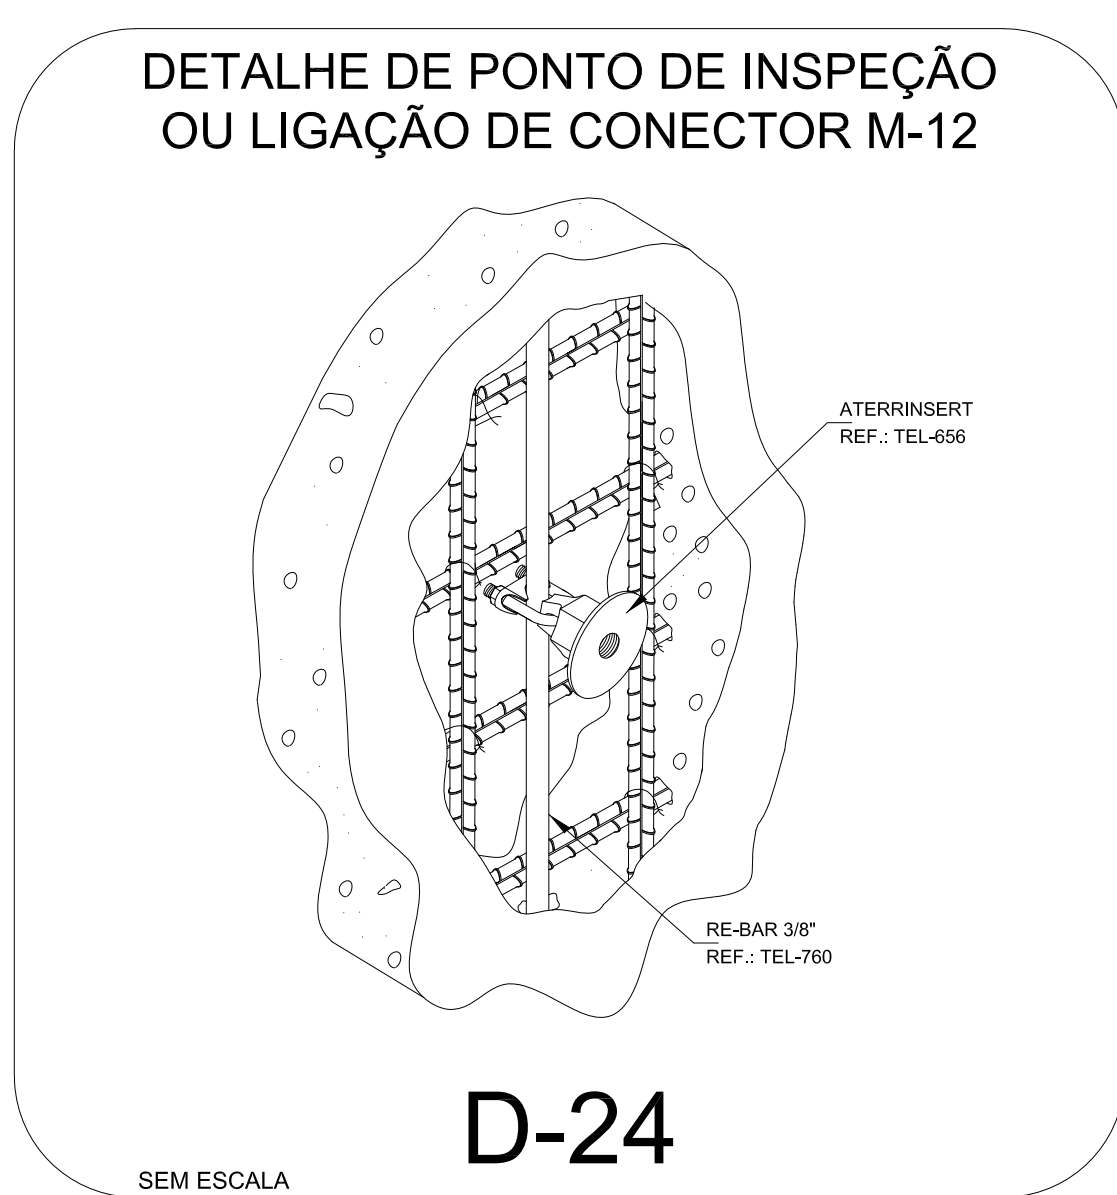 DETALHE DE PONTO DE INSPEÇÃO
OU LIGAÇÃO DE CONECTOR M-12
ATERRINSERT
REF.: TEL-656
RE-BAR 3/8"
REF.: TEL-760
D-24
SEM ESCALA